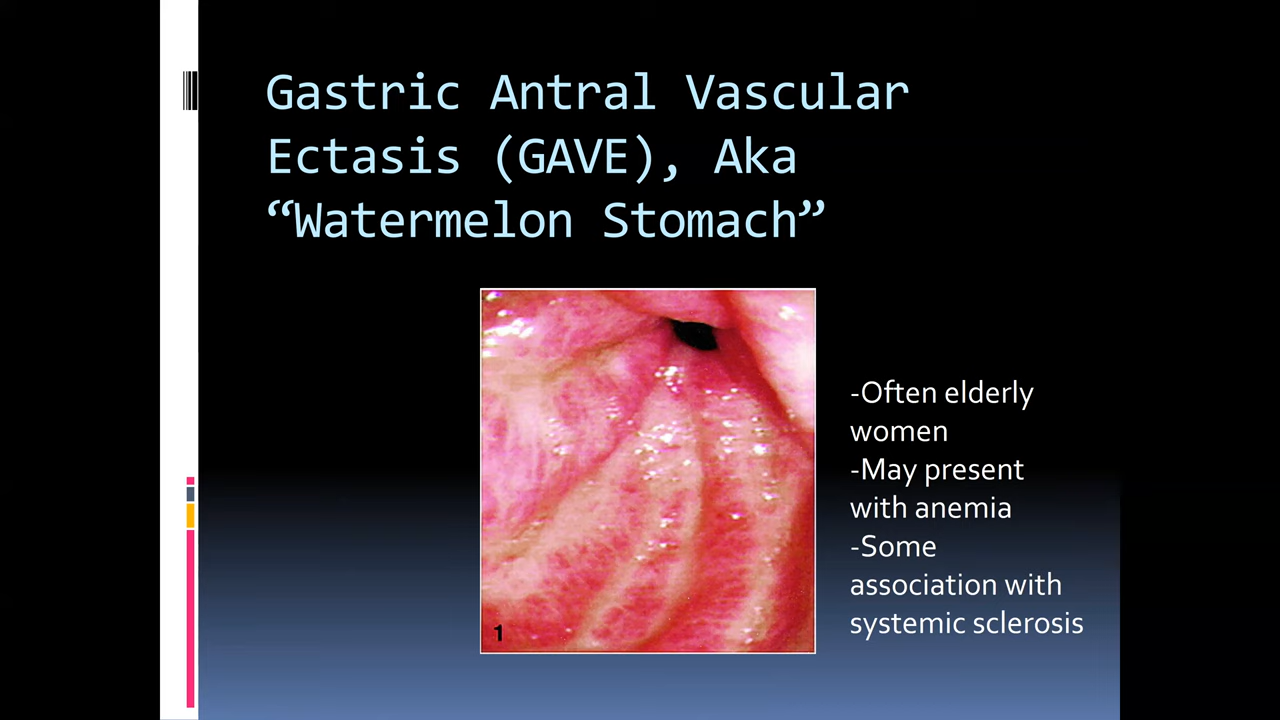 Gastric Antral Vascular
Ectasis (GAVE), Aka
“Watermelon Stomach”
-Often elderly
women
-May present
with anemia
-Some
association with
systemic sclerosis
1